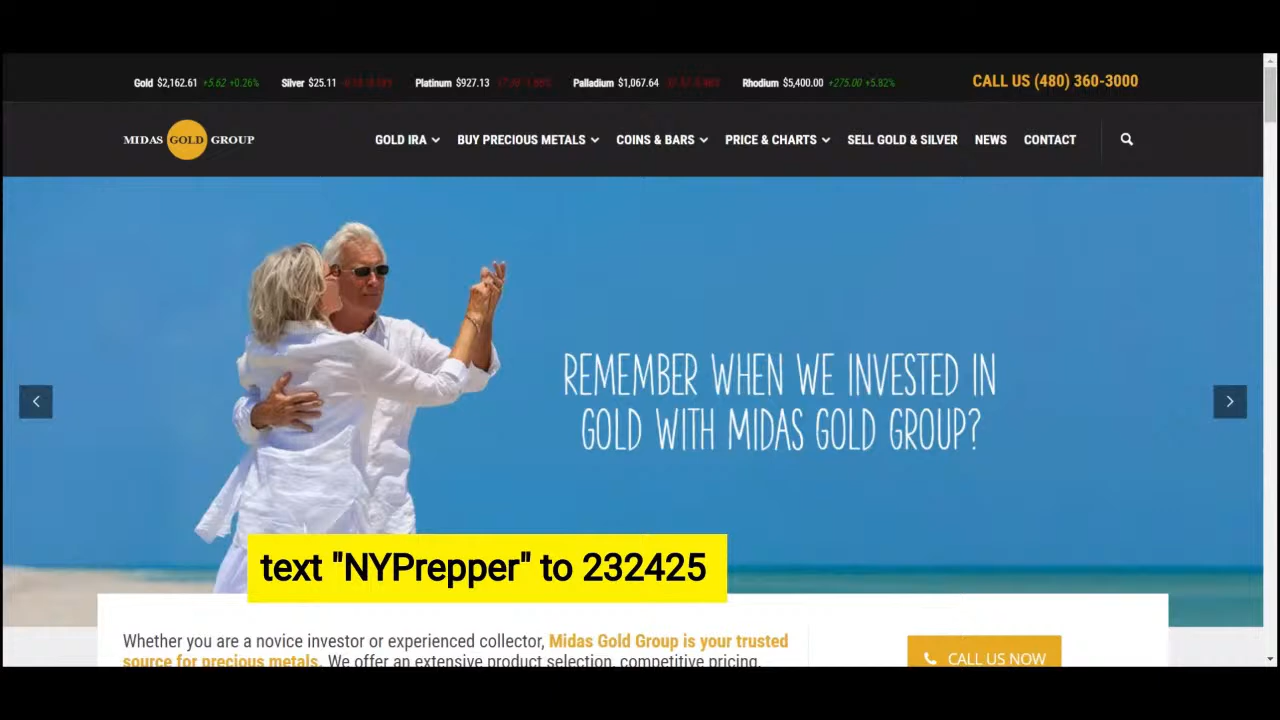 Gold $2,162.61 +5.62 +0.26% Silver $25.11 Platinum $927.13 Palladium $1,067.64 Rhodium $5,400.00 +275.00 +5.82% CALL US (480) 360-3000
MIDAS GOLD GROUP GOLD IRA BUY PRECIOUS METALS COINS & BARS PRICE & CHARTS SELL GOLD & SILVER NEWS CONTACT
REMEMBER WHEN WE INVESTED IN
GOLD WITH MIDAS GOLD GROUP?
text "NYPrepper" to 232425
Whether you are a novice investor or experienced collector, Midas Gold Group is your trusted
source for precious metals. We offer an extensive product selection, competitive pricing,
CALL US NOW